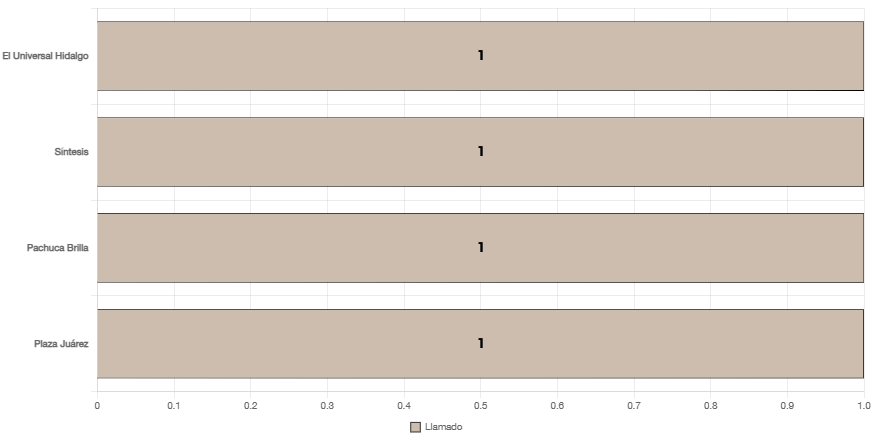 El Universal Hidalgo
1
Síntesis
1
Pachuca Brilla
1
Plaza Juárez
1
0 0.1 0.2 0.3 0.4 0.5 0.6 0.7 0.8 0.9 1.0
Llamado